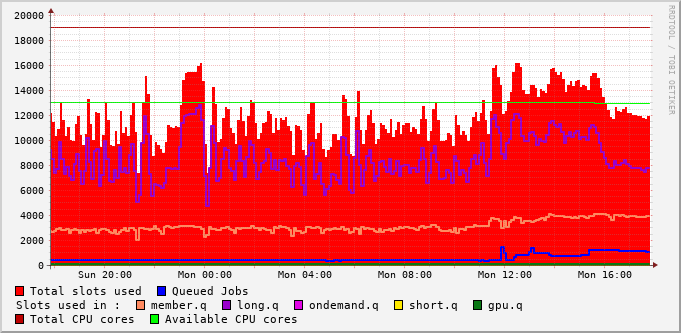 20000
18000
16000
14000
12000
10000
8000
6000
4000
2000
0
Sun 20:00 Mon 00:00 Mon 04:00 Mon 08:00 Mon 12:00 Mon 16:00
RRDTOOL / TOBI OETIKER
Total slots used Queued Jobs
Slots used in : member.q long.q ondemand.q short.q gpu.q
Total CPU cores Available CPU cores